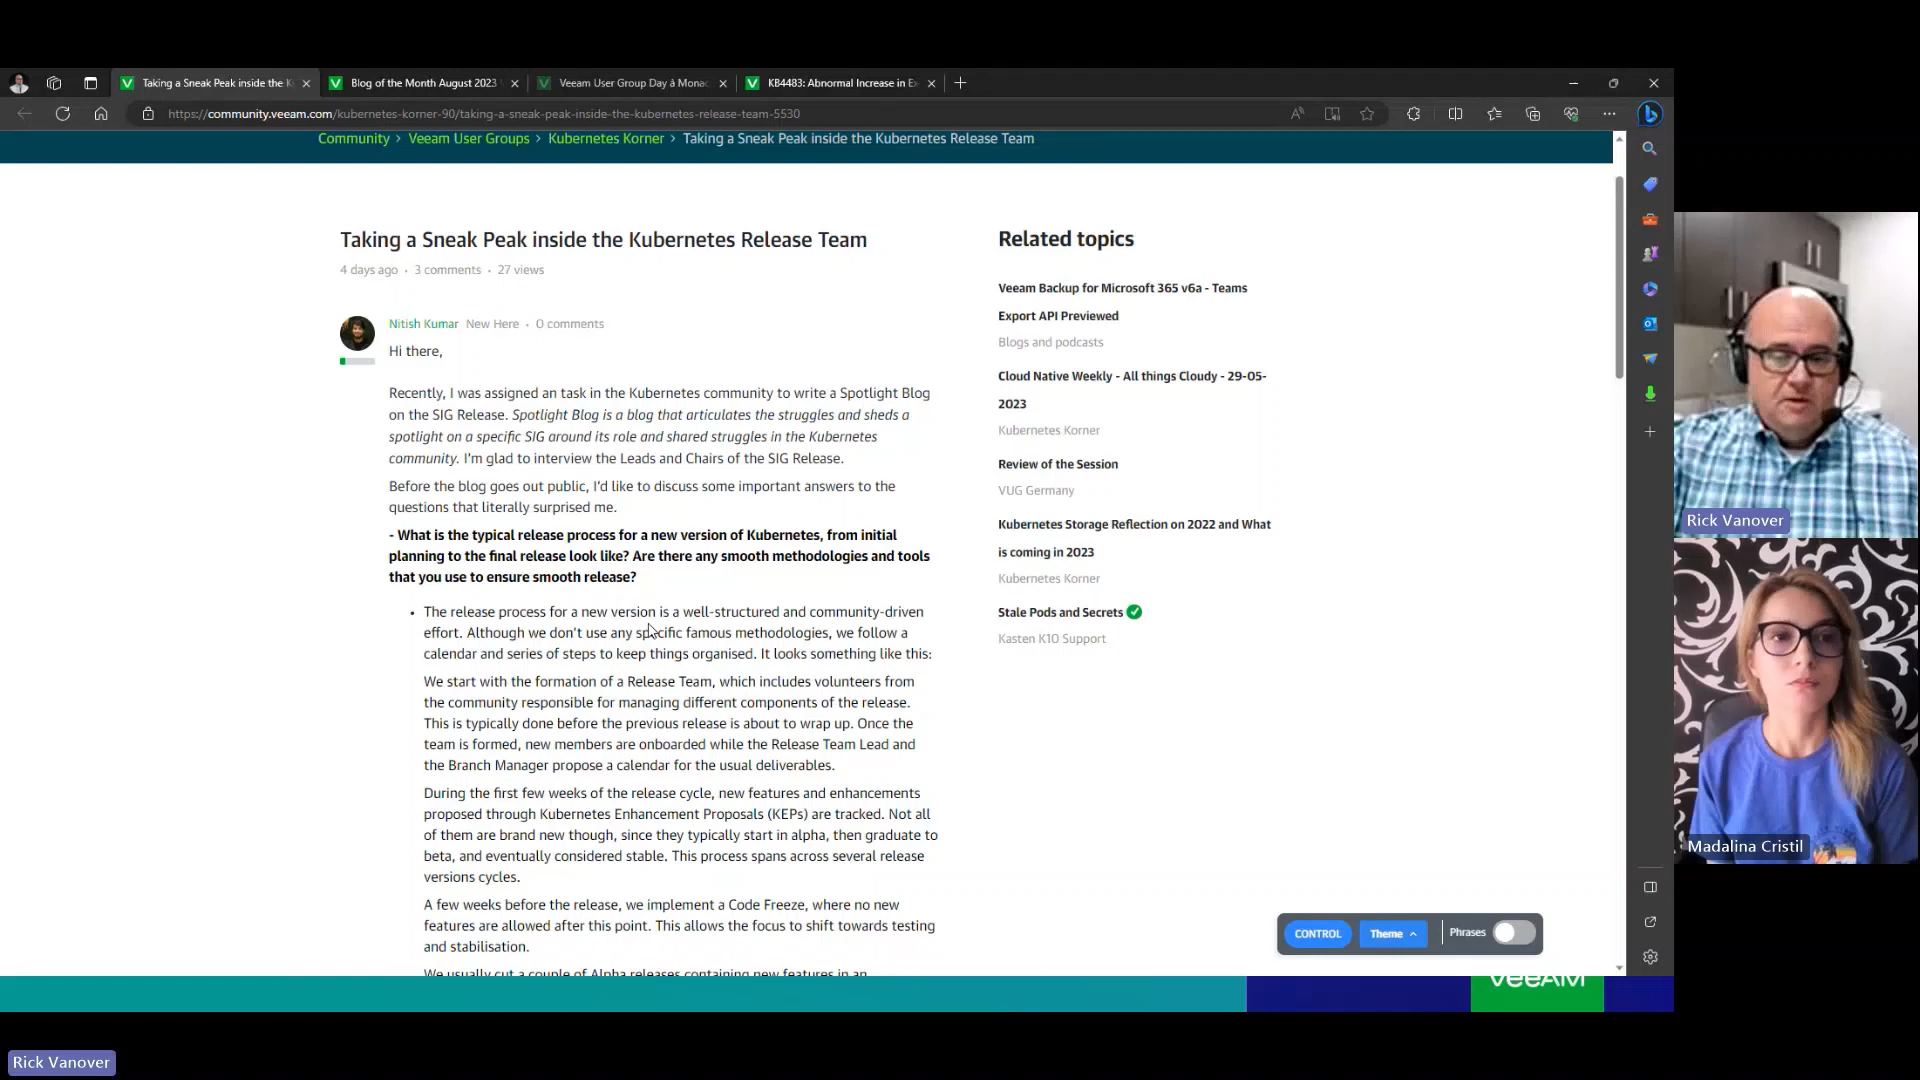 Taking a Sneak Peak inside the K
Blog of the Month August 2023
Veeam User Group Day à Monac
KB4483: Abnormal Increase in Ex
https://community.veeam.com/kubernetes-korner-90/taking-a-sneak-peak-inside-the-kubernetes-release-team-5530
Community > Veeam User Groups > Kubernetes Korner > Taking a Sneak Peak inside the Kubernetes Release Team
Taking a Sneak Peak inside the Kubernetes Release Team
4 days ago · 3 comments · 27 views
Nitish Kumar New Here · 0 comments
Hi there,
Recently, I was assigned an task in the Kubernetes community to write a Spotlight Blog
on the SIG Release. Spotlight Blog is a blog that articulates the struggles and sheds a
spotlight on a specific SIG around its role and shared struggles in the Kubernetes
community. I'm glad to interview the Leads and Chairs of the SIG Release.
Before the blog goes out public, I'd like to discuss some important answers to the
questions that literally surprised me.
- What is the typical release process for a new version of Kubernetes, from initial
planning to the final release look like? Are there any smooth methodologies and tools
that you use to ensure smooth release?
• The release process for a new version is a well-structured and community-driven
effort. Although we don't use any specific famous methodologies, we follow a
calendar and series of steps to keep things organised. It looks something like this:
We start with the formation of a Release Team, which includes volunteers from
the community responsible for managing different components of the release.
This is typically done before the previous release is about to wrap up. Once the
team is formed, new members are onboarded while the Release Team Lead and
the Branch Manager propose a calendar for the usual deliverables.
During the first few weeks of the release cycle, new features and enhancements
proposed through Kubernetes Enhancement Proposals (KEPs) are tracked. Not all
of them are brand new though, since they typically start in alpha, then graduate to
beta, and eventually considered stable. This process spans across several release
versions cycles.
A few weeks before the release, we implement a Code Freeze, where no new
features are allowed after this point. This allows the focus to shift towards testing
and stabilisation.
We usually cut a couple of Alpha releases containing new features in an
Related topics
Veeam Backup for Microsoft 365 v6a - Teams
Export API Previewed
Blogs and podcasts
Cloud Native Weekly - All things Cloudy - 29-05-
2023
Kubernetes Korner
Review of the Session
VUG Germany
Kubernetes Storage Reflection on 2022 and What
is coming in 2023
Kubernetes Korner
Stale Pods and Secrets
Kasten K10 Support
CONTROL
Theme
Phrases
veeam
Rick Vanover
Madalina Cristil
Rick Vanover